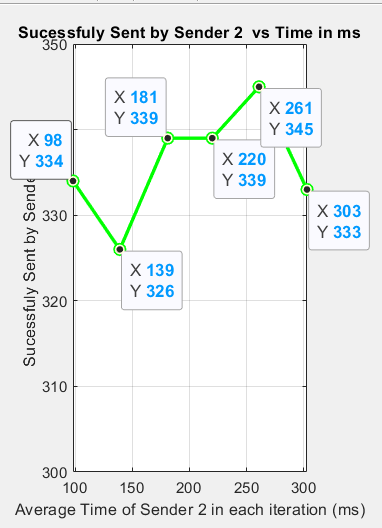 Sucessfuly Sent by Sender 2  vs Time in ms
350
X 181
Y 339
X 261
Y 345
X 98
Y 334
X 220
Y 339
330
X 303
Y 333
X 139
Y 326
320
310
300
100
150
200
250
300
Sucessfuly Sent by Sende
Average Time of Sender 2 in each iteration (ms)